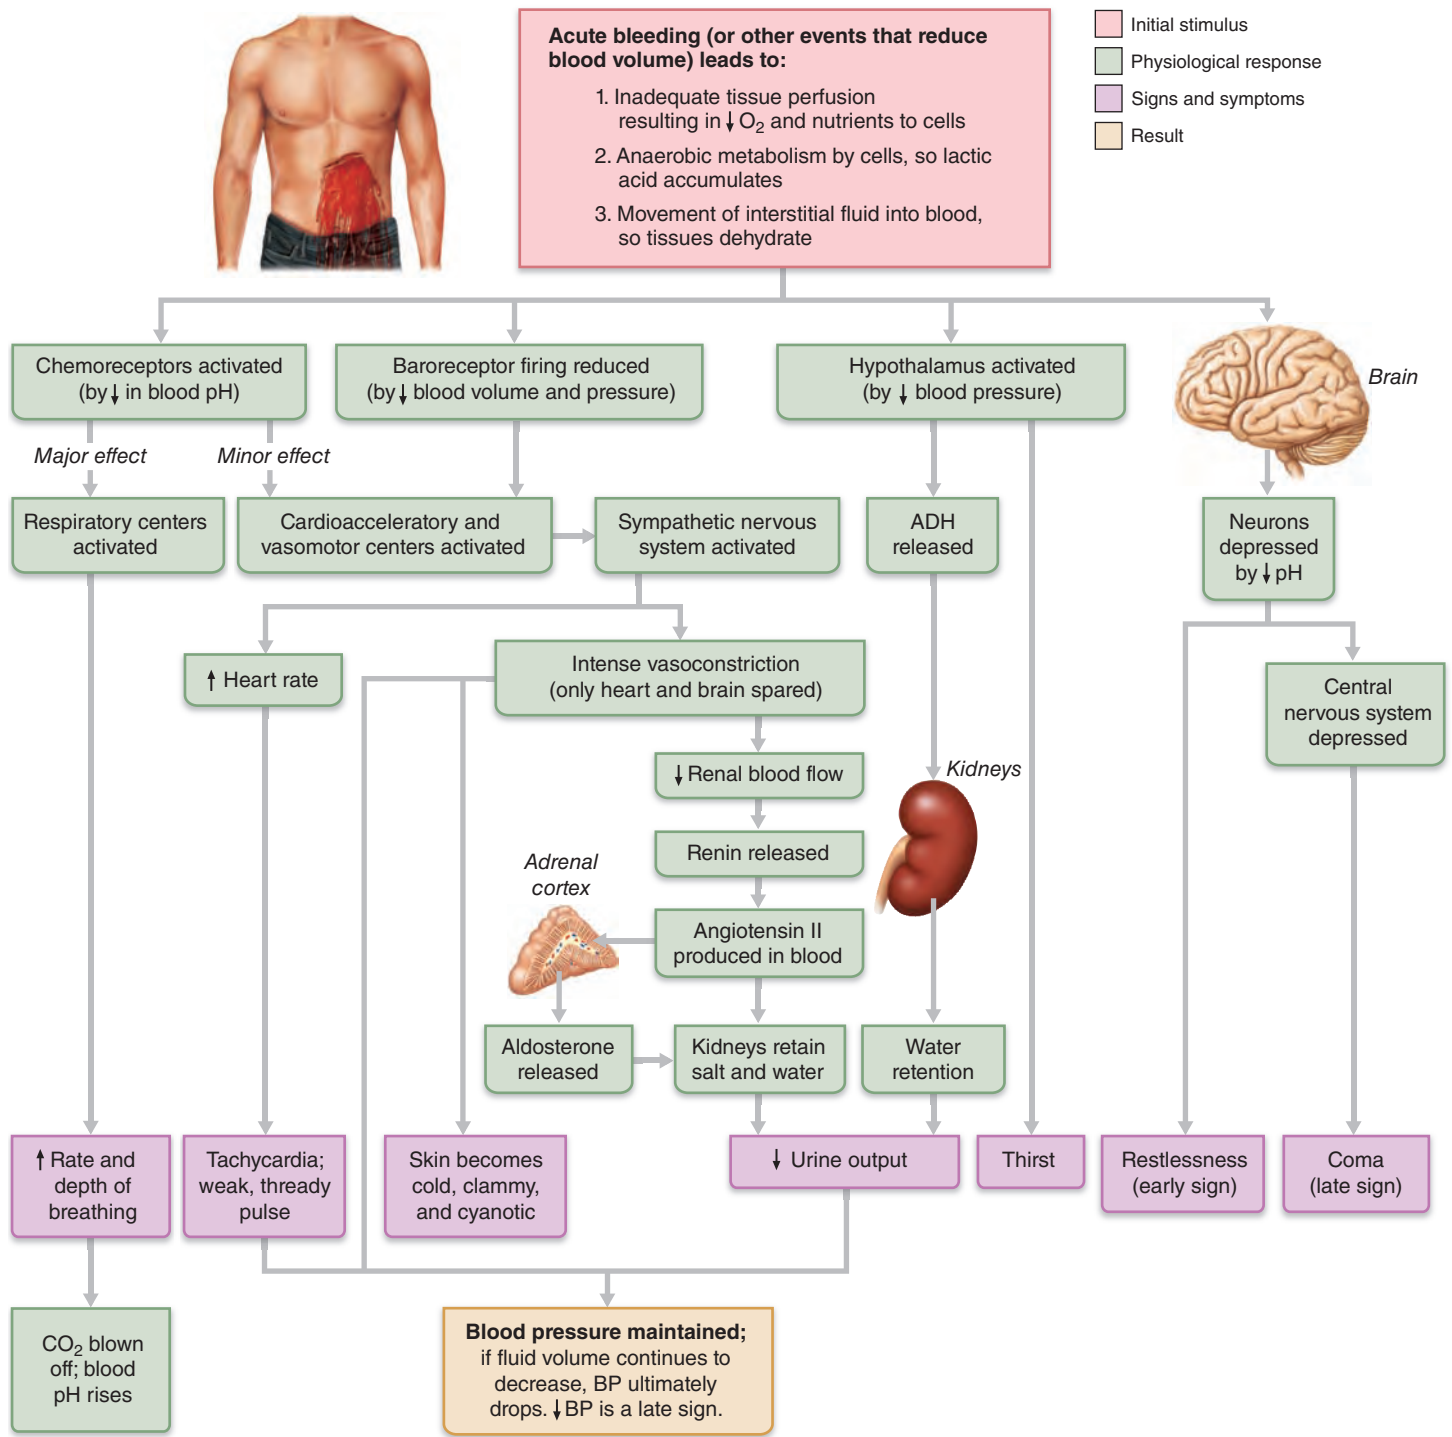 Acute bleeding (or other events that reduce
blood volume) leads to:
1. Inadequate tissue perfusion
resulting in ↓ O₂ and nutrients to cells
2. Anaerobic metabolism by cells, so lactic
acid accumulates
3. Movement of interstitial fluid into blood,
so tissues dehydrate
Initial stimulus
Physiological response
Signs and symptoms
Result
Chemoreceptors activated
(by ↓ in blood pH)
Baroreceptor firing reduced
(by ↓ blood volume and pressure)
Hypothalamus activated
(by ↓ blood pressure)
Brain
Major effect
Minor effect
Respiratory centers
activated
Cardioacceleratory and
vasomotor centers activated
Sympathetic nervous
system activated
ADH
released
Neurons
depressed
by ↓ pH
↑ Heart rate
Intense vasoconstriction
(only heart and brain spared)
Central
nervous system
depressed
↓ Renal blood flow
Kidneys
Renin released
Adrenal
cortex
Angiotensin II
produced in blood
Aldosterone
released
Kidneys retain
salt and water
Water
retention
↑ Rate and
depth of
breathing
Tachycardia;
weak, thready
pulse
Skin becomes
cold, clammy,
and cyanotic
↓ Urine output
Thirst
Restlessness
(early sign)
Coma
(late sign)
CO₂ blown
off; blood
pH rises
Blood pressure maintained;
if fluid volume continues to
decrease, BP ultimately
drops. ↓ BP is a late sign.